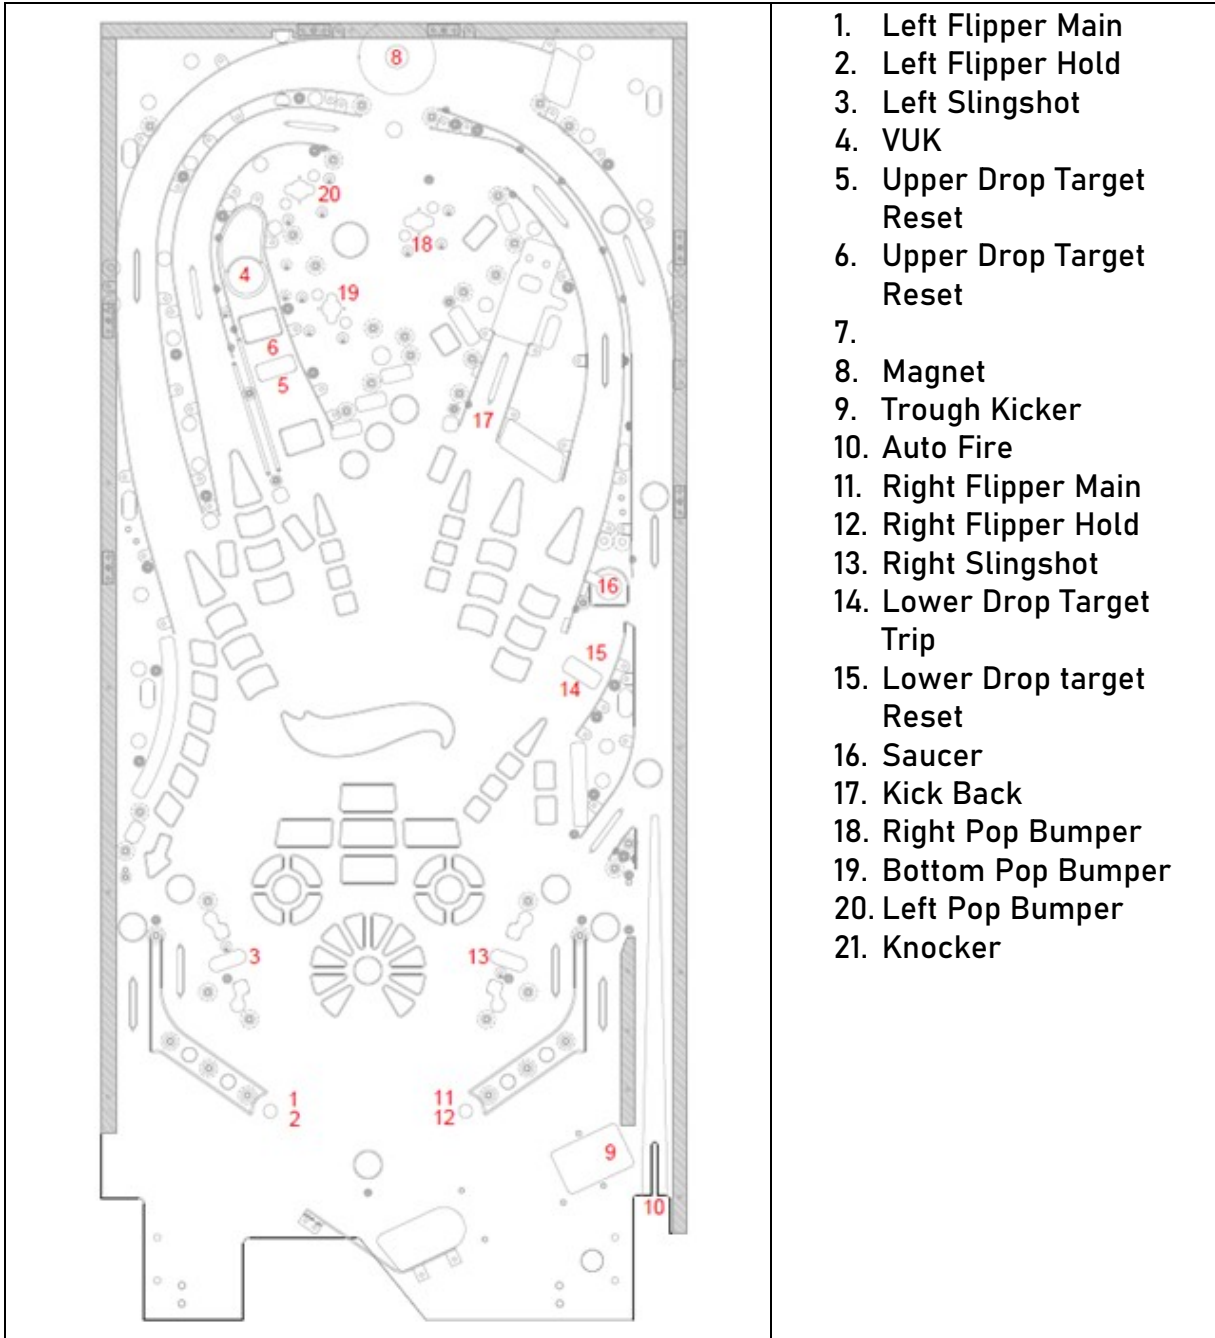 8
20
18
4
19
6
5
17
16
15
14
3
13
1
2
11
12
9
10
1. Left Flipper Main
2. Left Flipper Hold
3. Left Slingshot
4. VUK
5. Upper Drop Target
Reset
6. Upper Drop Target
Reset
7.
8. Magnet
9. Trough Kicker
10. Auto Fire
11. Right Flipper Main
12. Right Flipper Hold
13. Right Slingshot
14. Lower Drop Target
Trip
15. Lower Drop target
Reset
16. Saucer
17. Kick Back
18. Right Pop Bumper
19. Bottom Pop Bumper
20. Left Pop Bumper
21. Knocker